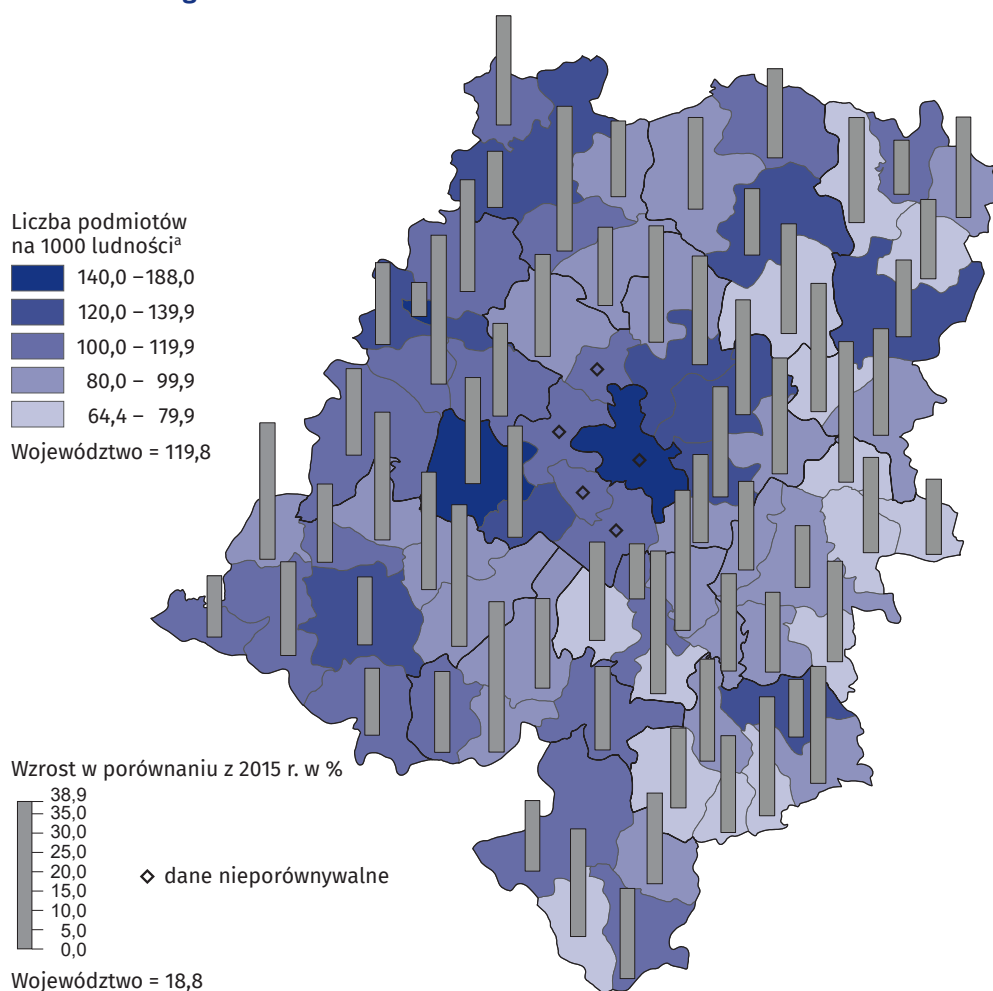 Liczba podmiotów
na 1000 ludności^a
140,0 –188,0
120,0 –139,9
100,0 –119,9
80,0 – 99,9
64,4 – 79,9
Województwo = 119,8
Wzrost w porównaniu z 2015 r. w %
38,9
35,0
30,0
25,0
20,0
15,0
10,0
5,0
0,0
dane nieporównywalne
Województwo = 18,8